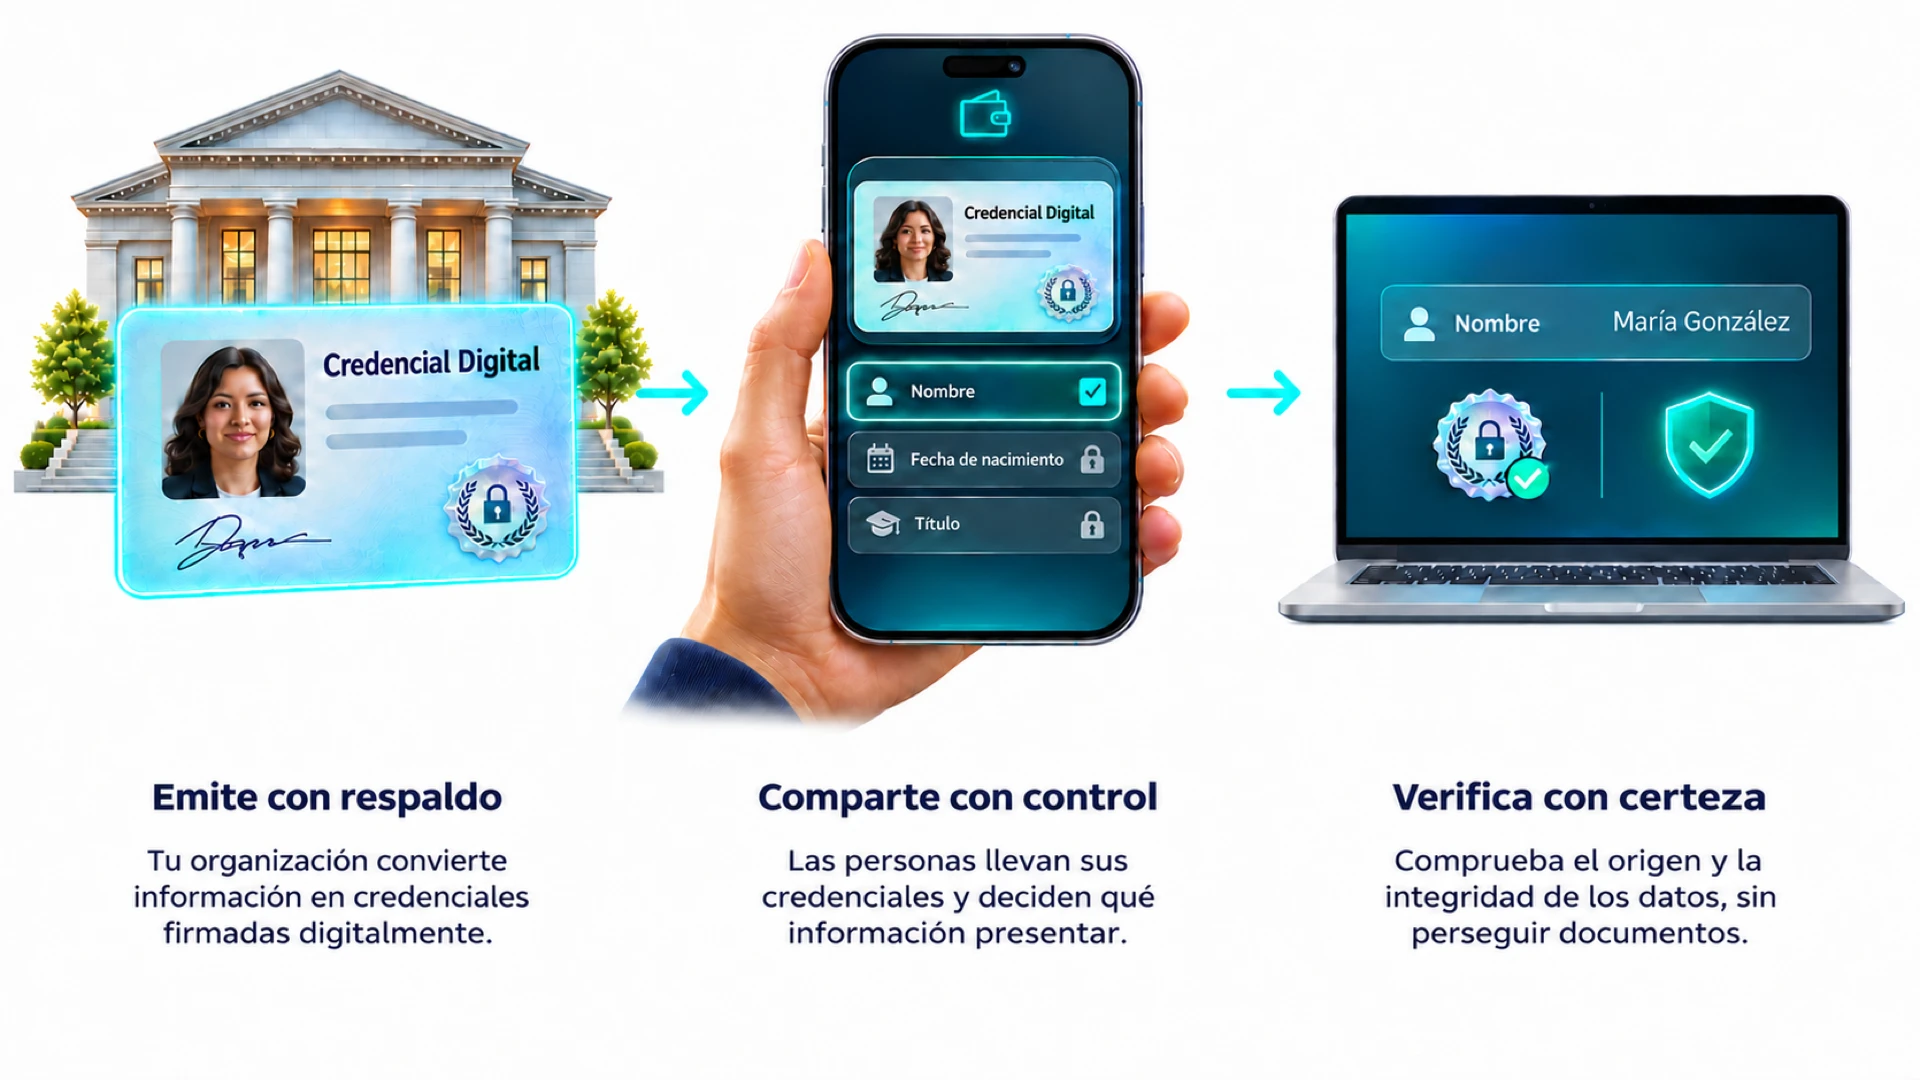 Credencial Digital
Credencial Digital
Nombre
Fecha de nacimiento
Título
Nombre María González
Emite con respaldo
Tu organización convierte
información en credenciales
firmadas digitalmente.
Comparte con control
Las personas llevan sus
credenciales y deciden qué
información presentar.
Verifica con certeza
Comprueba el origen y la
integridad de los datos, sin
perseguir documentos.